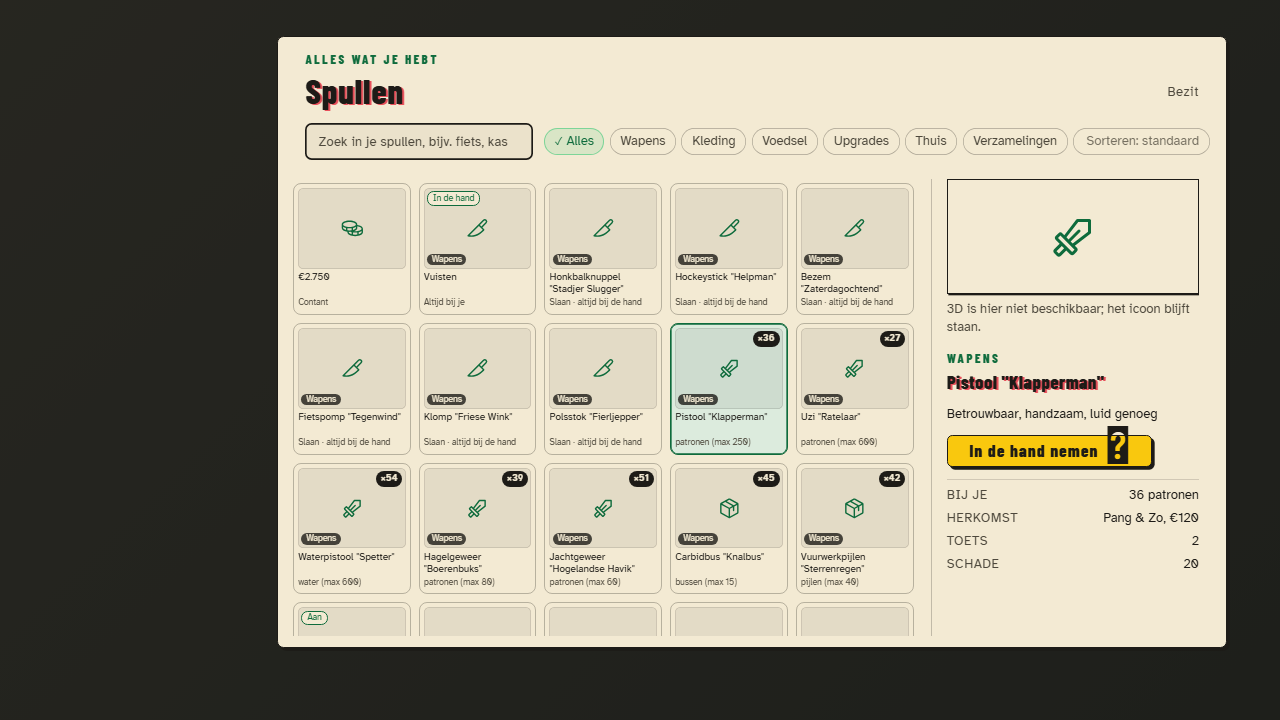 ALLES WAT JE HEBT
Spullen
Bezit
Zoek in je spullen, bijv. fiets, kas
✓ Alles
Wapens
Kleding
Voedsel
Upgrades
Thuis
Verzamelingen
Sorteren: standaard
€2.750
Contant
In de hand
Wapens
Vuisten
Altijd bij je
Wapens
Honkbalknuppel
"Stadjer Slugger"
Slaan · altijd bij de hand
Wapens
Hockeystick "Helpman"
Slaan · altijd bij de hand
Wapens
Bezem
"Zaterdagochtend"
Slaan · altijd bij de hand
Wapens
Fietspomp "Tegenwind"
Slaan · altijd bij de hand
Wapens
Klomp "Friese Wink"
Slaan · altijd bij de hand
Wapens
Polsstok "Fierljepper"
Slaan · altijd bij de hand
×36
Wapens
Pistool "Klapperman"
patronen (max 250)
×27
Wapens
Uzi "Ratelaar"
patronen (max 600)
×54
Wapens
Waterpistool "Spetter"
water (max 600)
×39
Wapens
Hagelgeweer
"Boerenbuks"
patronen (max 80)
×51
Wapens
Jachtgeweer
"Hogelandse Havik"
patronen (max 60)
×45
Wapens
Carbidbus "Knalbus"
bussen (max 15)
×42
Wapens
Vuurwerkpijlen
"Sterrenregen"
pijlen (max 40)
Aan
3D is hier niet beschikbaar; het icoon blijft
staan.
WAPENS
Pistool "Klapperman"
Betrouwbaar, handzaam, luid genoeg
In de hand nemen ?
BIJ JE 36 patronen
HERKOMST Pang & Zo, €120
TOETS 2
SCHADE 20